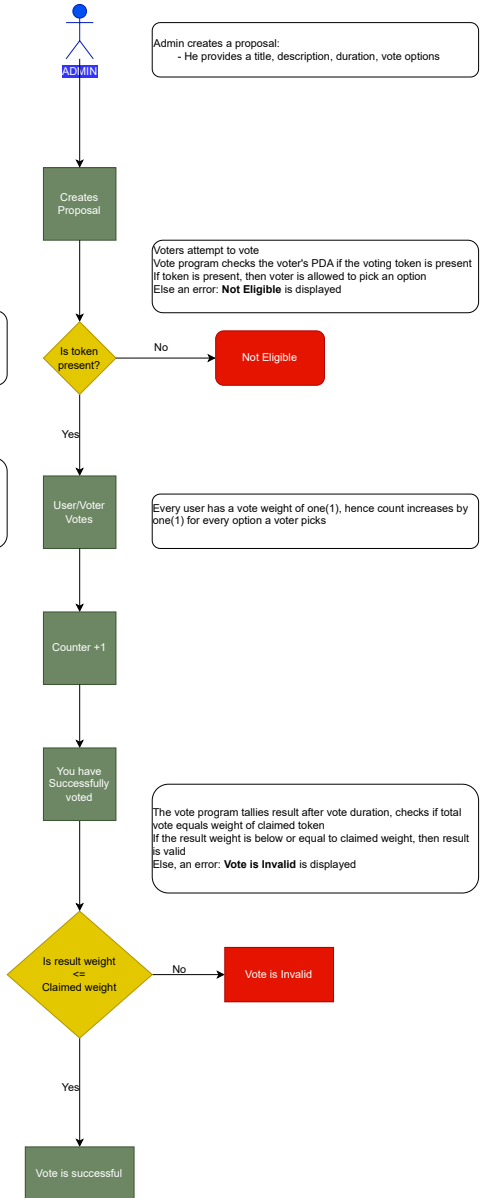 Admin creates a proposal:
- He provides a title, description, duration, vote options
ADMIN
Creates
Proposal
Voters attempt to vote
Vote program checks the voter's PDA if the voting token is present
If token is present, then voter is allowed to pick an option
Else an error: Not Eligible is displayed
Is token
present?
No
Not Eligible
Yes
User/Voter
Votes
Every user has a vote weight of one(1), hence count increases by
one(1) for every option a voter picks
Counter +1
You have
Successfully
voted
The vote program tallies result after vote duration, checks if total
vote equals weight of claimed token
If the result weight is below or equal to claimed weight, then result
is valid
Else, an error: Vote is Invalid is displayed
Is result weight
<=
Claimed weight
No
Vote is Invalid
Yes
Vote is successful